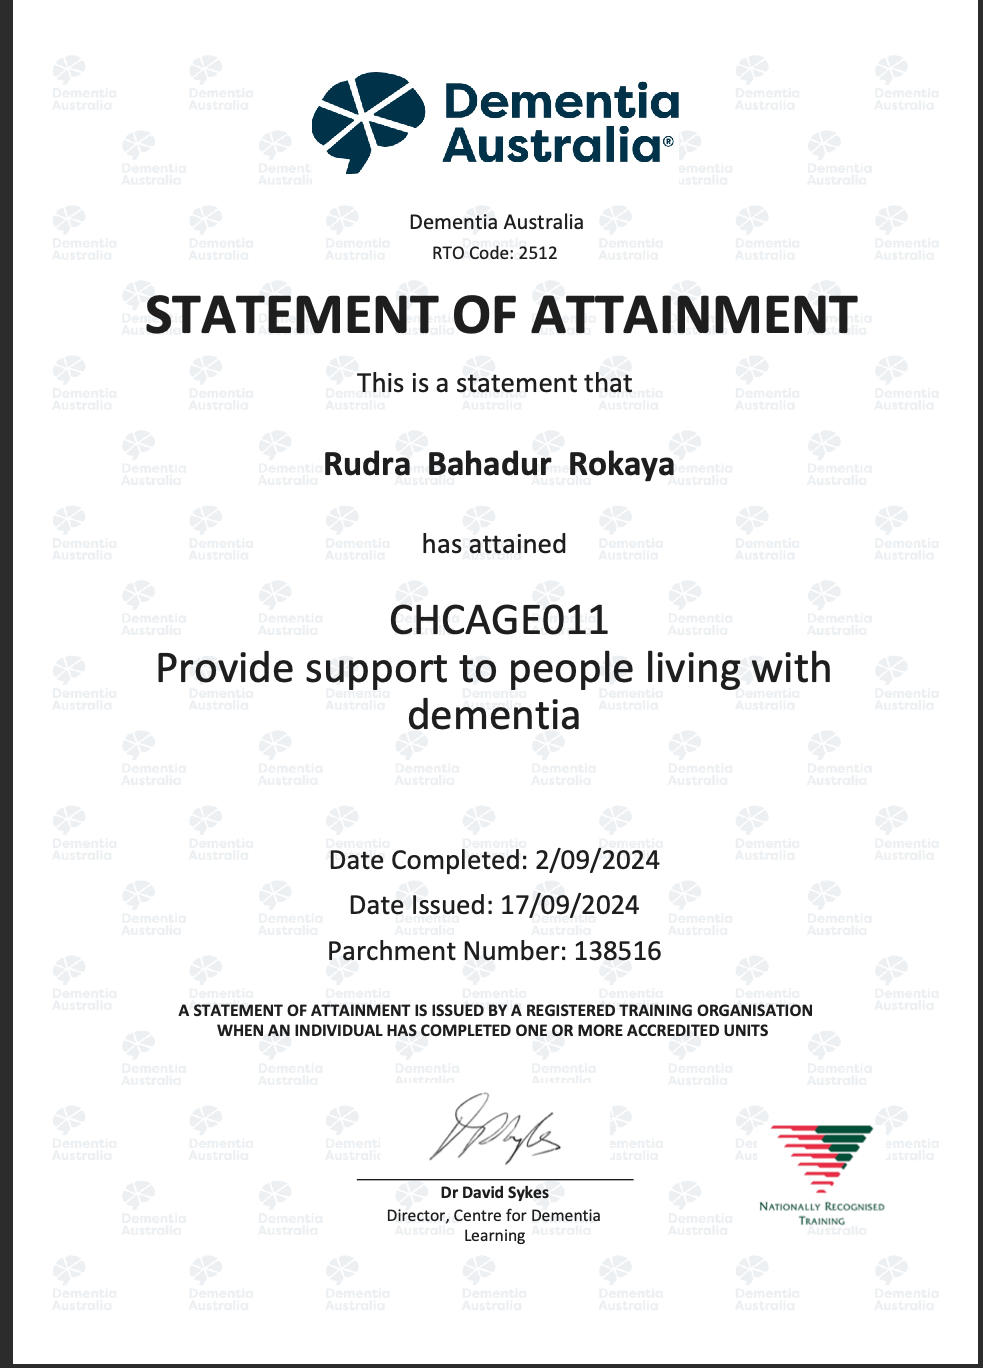 Dementia
Australia®
Dementia Australia
RTO Code: 2512
STATEMENT OF ATTAINMENT
This is a statement that
Rudra Bahadur Rokaya
has attained
CHCAGE011
Provide support to people living with
dementia
Date Completed: 2/09/2024
Date Issued: 17/09/2024
Parchment Number: 138516
A STATEMENT OF ATTAINMENT IS ISSUED BY A REGISTERED TRAINING ORGANISATION
WHEN AN INDIVIDUAL HAS COMPLETED ONE OR MORE ACCREDITED UNITS
Dr David Sykes
Director, Centre for Dementia
Learning
NATIONALLY RECOGNISED
TRAINING